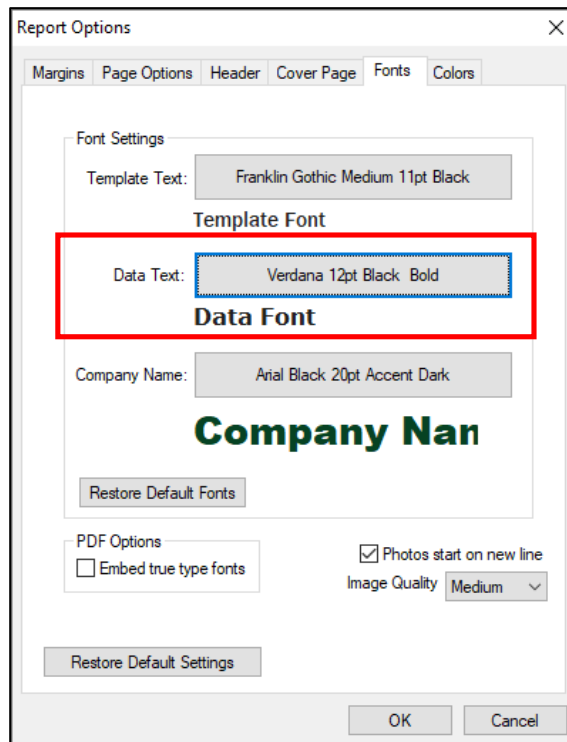 Report Options
Margins Page Options Header Cover Page Fonts Colors
Font Settings
Template Text: Franklin Gothic Medium 11pt Black
Template Font
Data Text: Verdana 12pt Black  Bold
Data Font
Company Name: Arial Black 20pt Accent Dark
Company Nan
Restore Default Fonts
PDF Options
Embed true type fonts
Photos start on new line
Image Quality Medium
Restore Default Settings
OK Cancel